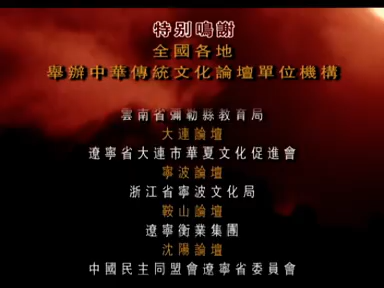 特别鳴謝
全國各地
舉辦中華傳統文化論壇單位機構
雲南省彌勒縣教育局
大連論壇
遼寧省大連市華夏文化促進會
寧波論壇
浙江省寧波文化局
鞍山論壇
遼寧衡業集團
沈陽論壇
中國民主同盟會遼寧省委員會